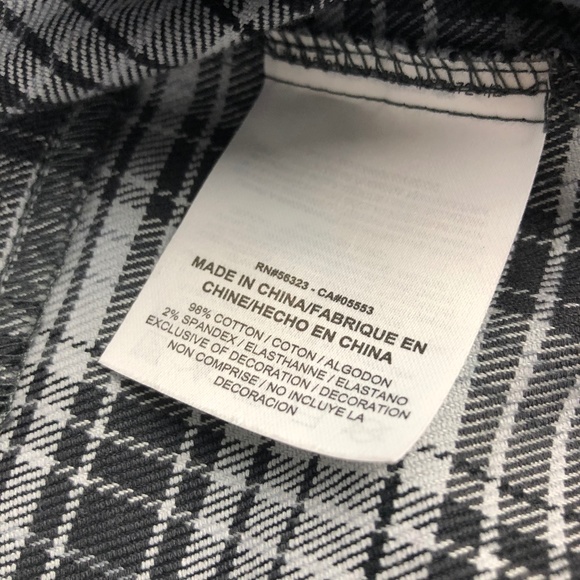 RN#56323 - CA#05553
MADE IN CHINA/FABRIQUE EN
CHINE/HECHO EN CHINA
98% COTTON / COTON / ALGODON
2% SPANDEX / ELASTHANNE / ELASTANO
EXCLUSIVE OF DECORATION / DECORATION
NON COMPRISE / NO INCLUYE LA
DECORACION